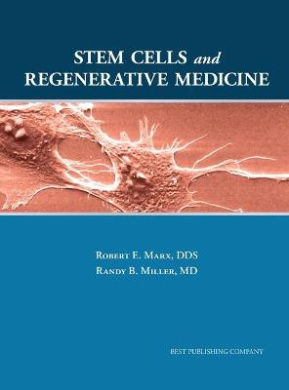 STEM CELLS and
REGENERATIVE MEDICINE
ROBERT E. MARX, DDS
RANDY B. MILLER, MD
BEST PUBLISHING COMPANY